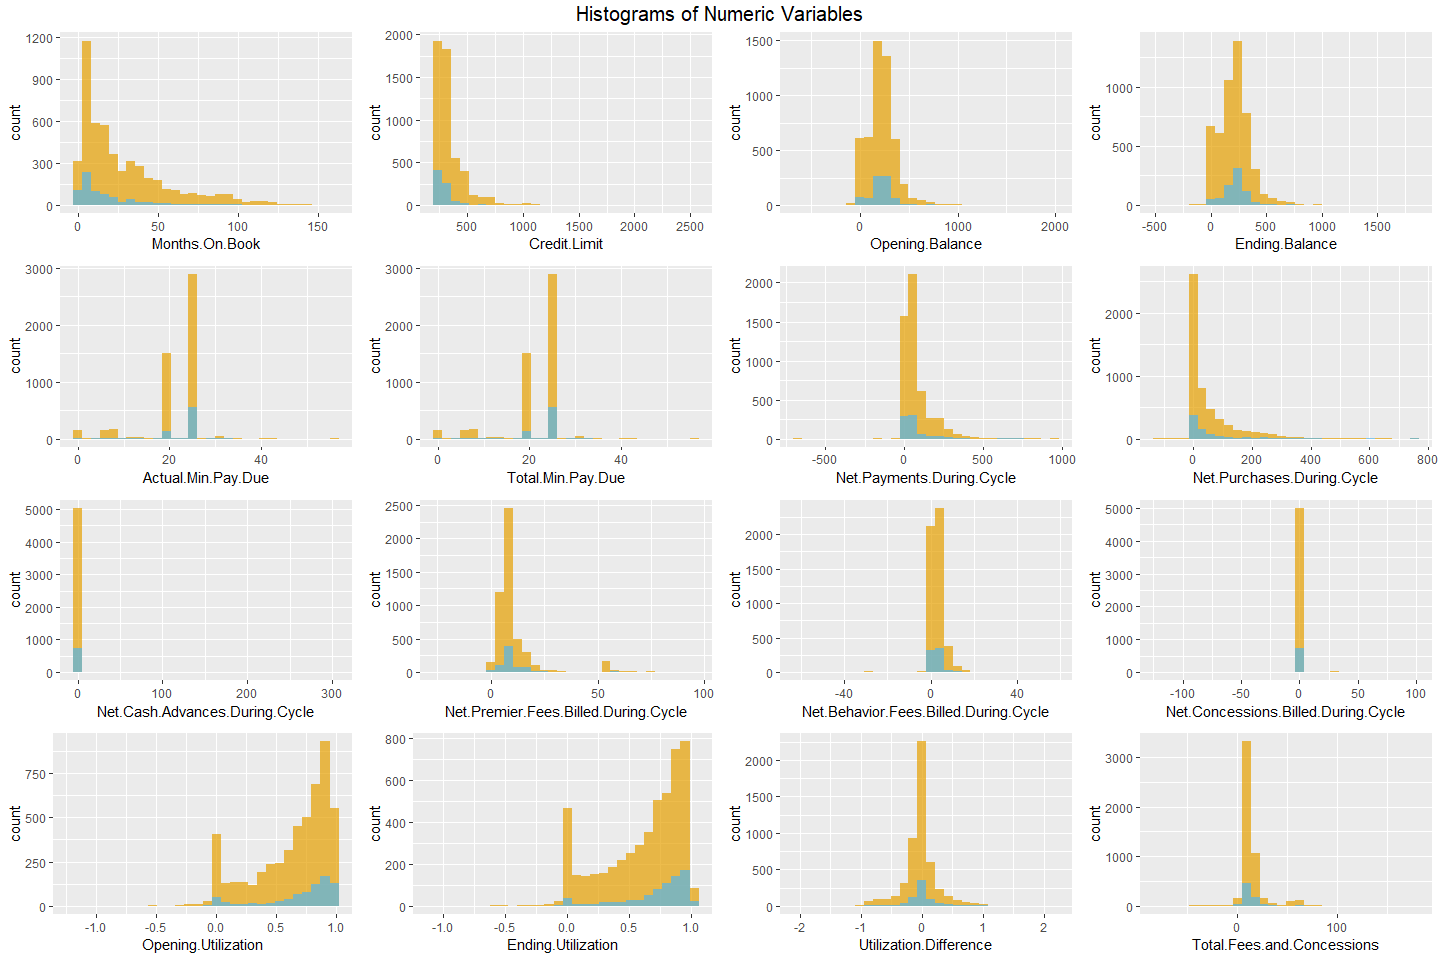 Histograms of Numeric Variables
1200
900
600
300
0
count
0 50 100 150
Months.On.Book
2000
1500
1000
500
0
count
500 1000 1500 2000 2500
Credit.Limit
1500
1000
500
0
count
0 1000 2000
Opening.Balance
1000
500
0
count
-500 0 500 1000 1500
Ending.Balance
3000
2000
1000
0
count
0 20 40
Actual.Min.Pay.Due
3000
2000
1000
0
count
0 20 40
Total.Min.Pay.Due
2000
1500
1000
500
0
count
-500 0 500 1000
Net.Payments.During.Cycle
2000
1000
0
count
0 200 400 600 800
Net.Purchases.During.Cycle
5000
4000
3000
2000
1000
0
count
0 100 200 300
Net.Cash.Advances.During.Cycle
2500
2000
1500
1000
500
0
count
0 50 100
Net.Premier.Fees.Billed.During.Cycle
2000
1500
1000
500
0
count
-40 0 40
Net.Behavior.Fees.Billed.During.Cycle
5000
4000
3000
2000
1000
0
count
-100 -50 0 50 100
Net.Concessions.Billed.During.Cycle
750
500
250
0
count
-1.0 -0.5 0.0 0.5 1.0
Opening.Utilization
800
600
400
200
0
count
-1.0 -0.5 0.0 0.5 1.0
Ending.Utilization
2000
1500
1000
500
0
count
-2 -1 0 1 2
Utilization.Difference
3000
2000
1000
0
count
0 100
Total.Fees.and.Concessions